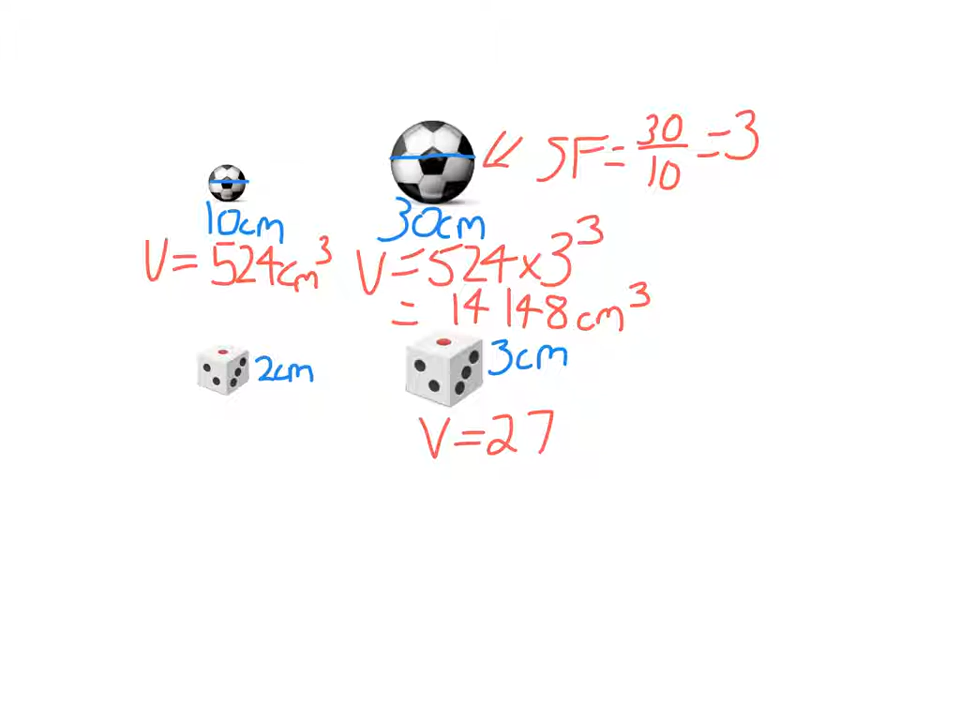 SF = 30/10 = 3
10cm
30cm
V = 524cm³
V = 524 × 3³
= 14 148 cm³
2cm
3cm
V = 27